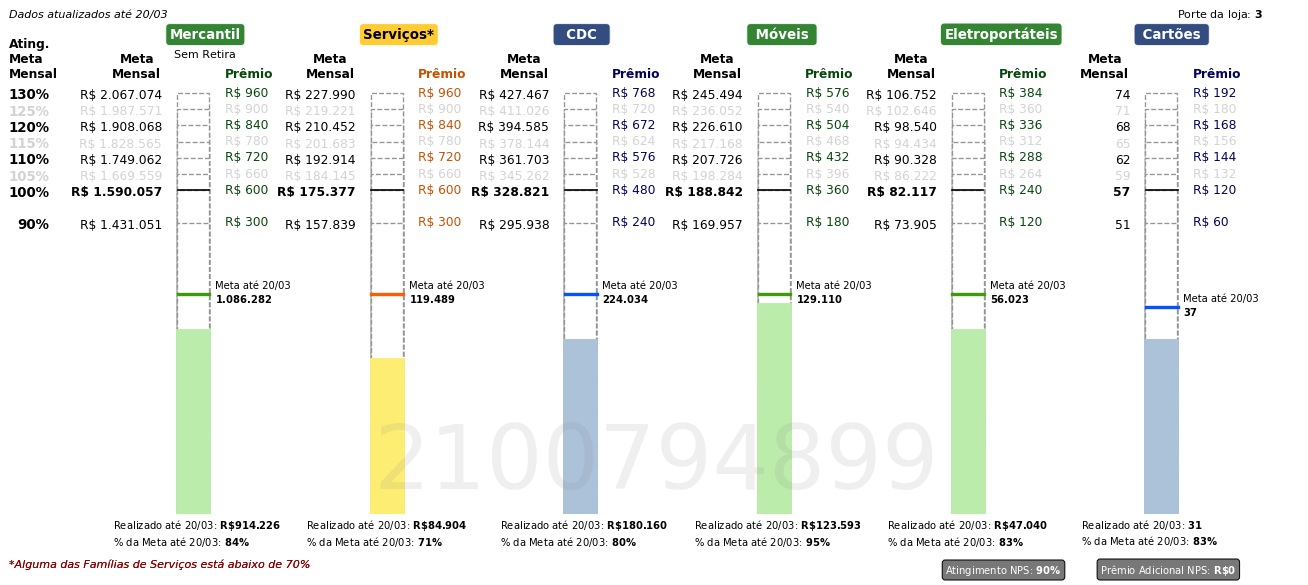 Dados atualizados até 20/03
Porte da loja: 3
Mercantil Serviços* CDC Móveis Eletroportáteis Cartões
Sem Retira
Ating. Meta Mensal
Meta Mensal Prêmio Meta Mensal Prêmio Meta Mensal Prêmio Meta Mensal Prêmio Meta Mensal Prêmio Meta Mensal Prêmio
130% R$ 2.067.074 R$ 960 R$ 227.990 R$ 960 R$ 427.467 R$ 768 R$ 245.494 R$ 576 R$ 106.752 R$ 384 74 R$ 192
125% R$ 1.987.571 R$ 900 R$ 219.221 R$ 900 R$ 411.026 R$ 720 R$ 236.052 R$ 540 R$ 102.646 R$ 360 71 R$ 180
120% R$ 1.908.068 R$ 840 R$ 210.452 R$ 840 R$ 394.585 R$ 672 R$ 226.610 R$ 504 R$ 98.540 R$ 336 68 R$ 168
115% R$ 1.828.565 R$ 780 R$ 201.683 R$ 780 R$ 378.144 R$ 624 R$ 217.168 R$ 468 R$ 94.434 R$ 312 65 R$ 156
110% R$ 1.749.062 R$ 720 R$ 192.914 R$ 720 R$ 361.703 R$ 576 R$ 207.726 R$ 432 R$ 90.328 R$ 288 62 R$ 144
105% R$ 1.669.559 R$ 660 R$ 184.145 R$ 660 R$ 345.262 R$ 528 R$ 198.284 R$ 396 R$ 86.222 R$ 264 59 R$ 132
100% R$ 1.590.057 R$ 600 R$ 175.377 R$ 600 R$ 328.821 R$ 480 R$ 188.842 R$ 360 R$ 82.117 R$ 240 57 R$ 120
90% R$ 1.431.051 R$ 300 R$ 157.839 R$ 300 R$ 295.938 R$ 240 R$ 169.957 R$ 180 R$ 73.905 R$ 120 51 R$ 60
Meta até 20/03 Meta até 20/03 Meta até 20/03 Meta até 20/03 Meta até 20/03 Meta até 20/03
1.086.282 119.489 224.034 129.110 56.023 37
2100794899
Realizado até 20/03: R$914.226 Realizado até 20/03: R$84.904 Realizado até 20/03: R$180.160 Realizado até 20/03: R$123.593 Realizado até 20/03: R$47.040 Realizado até 20/03: 31
% da Meta até 20/03: 84% % da Meta até 20/03: 71% % da Meta até 20/03: 80% % da Meta até 20/03: 95% % da Meta até 20/03: 83% % da Meta até 20/03: 83%
*Alguma das Famílias de Serviços está abaixo de 70%
Atingimento NPS: 90% Prêmio Adicional NPS: R$0